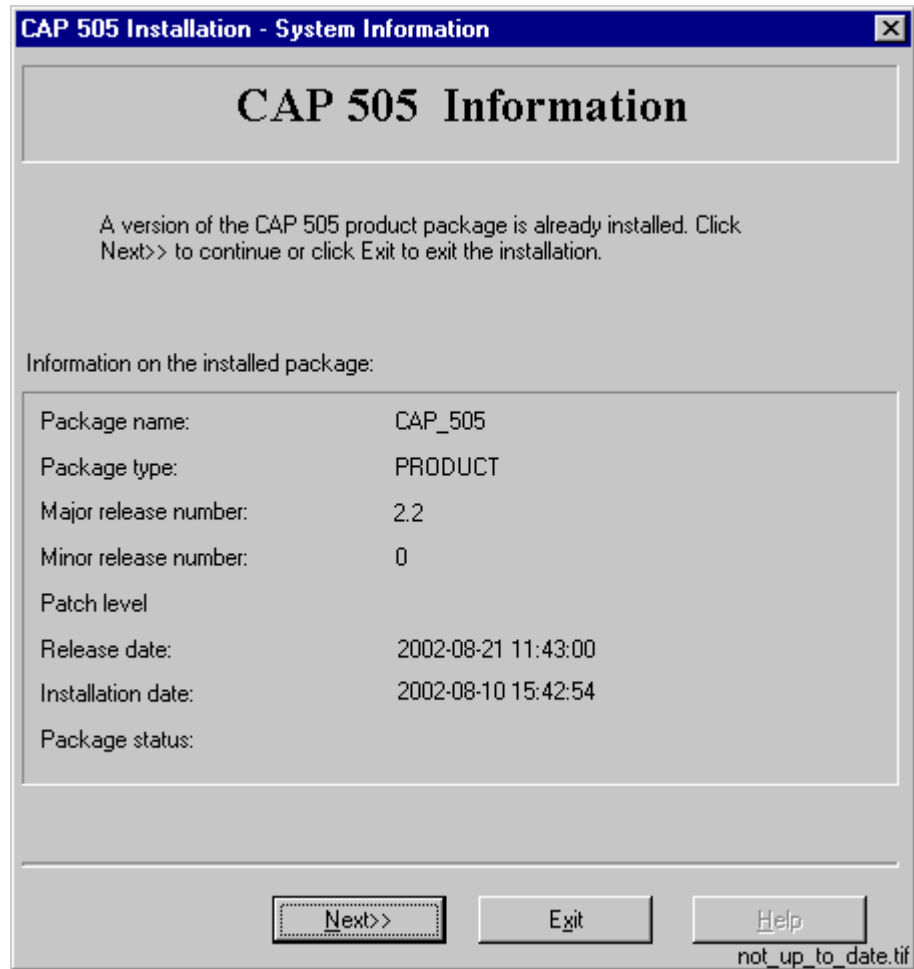 CAP 505 Installation - System Information
CAP 505 Information
A version of the CAP 505 product package is already installed. Click
Next>> to continue or click Exit to exit the installation.
Information on the installed package:
Package name: CAP_505
Package type: PRODUCT
Major release number: 2.2
Minor release number: 0
Patch level
Release date: 2002-08-21 11:43:00
Installation date: 2002-08-10 15:42:54
Package status:
Next>> Exit Help
not_up_to_date.tif